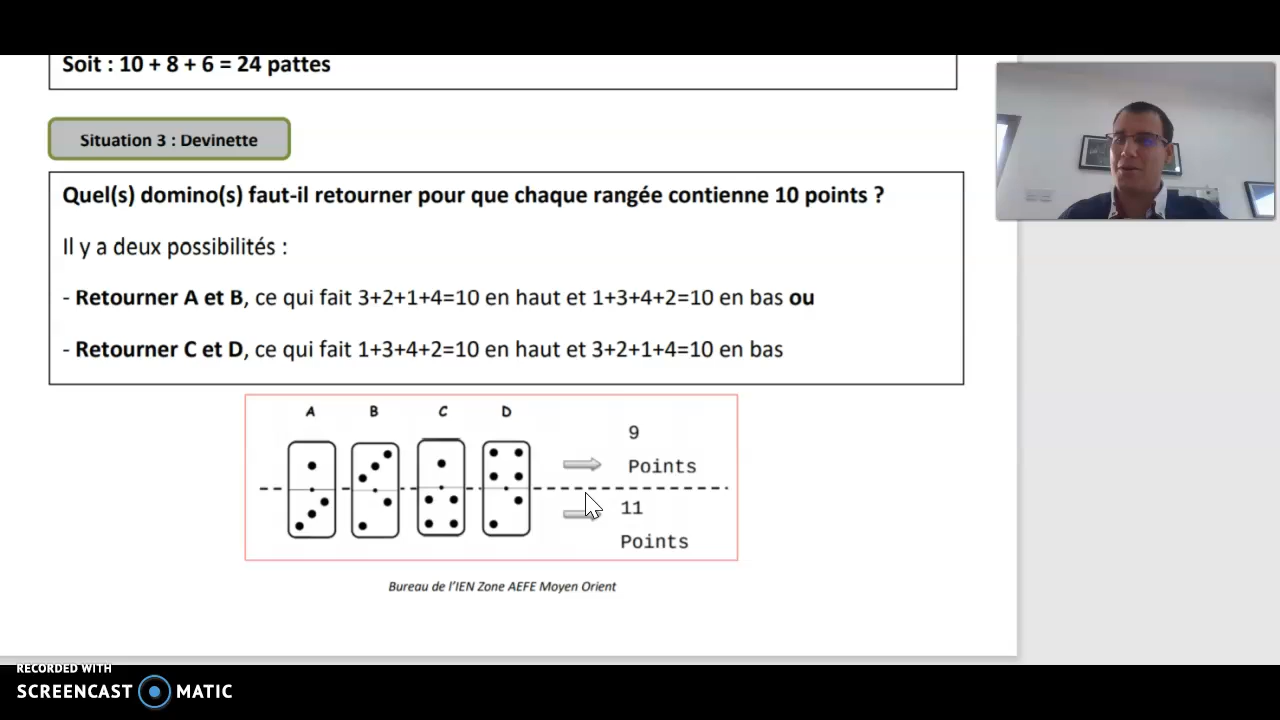 Soit : 10 + 8 + 6 = 24 pattes
Situation 3 : Devinette
Quel(s) domino(s) faut-il retourner pour que chaque rangée contienne 10 points ?
Il y a deux possibilités :
- Retourner A et B, ce qui fait 3+2+1+4=10 en haut et 1+3+4+2=10 en bas ou
- Retourner C et D, ce qui fait 1+3+4+2=10 en haut et 3+2+1+4=10 en bas
A B C D
9
Points
11
Points
Bureau de l'IEN Zone AEFE Moyen Orient
RECORDED WITH
SCREENCAST MATIC